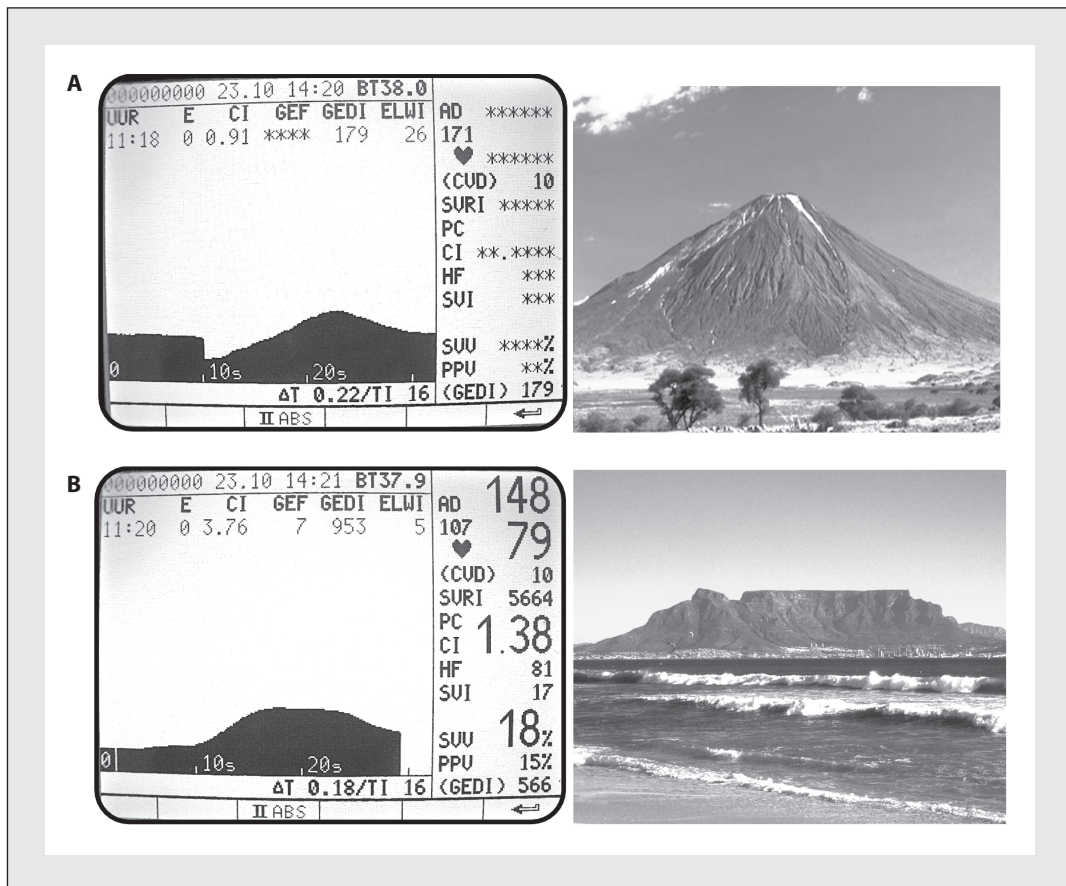 A
000000000 23.10 14:20 BT38.0
UUR E CI GEF GEDI ELWI
11:18 0 0.91 **** 179 26
AD ******
171
♥ ******
(CVD) 10
SVRI *****
PC
CI **.****
HF ***
SVI ***
SVV ****%
PPV **%
(GEDI) 179
0 10s 20s
ΔT 0.22/TI 16
II ABS
B
000000000 23.10 14:21 BT37.9
UUR E CI GEF GEDI ELWI
11:20 0 3.76 7 953 5
AD 148
107 79
♥
(CVD) 10
SVRI 5664
PC
CI 1.38
HF 81
SVI 17
SVV 18%
PPV 15%
(GEDI) 566
0 10s 20s
ΔT 0.18/TI 16
II ABS